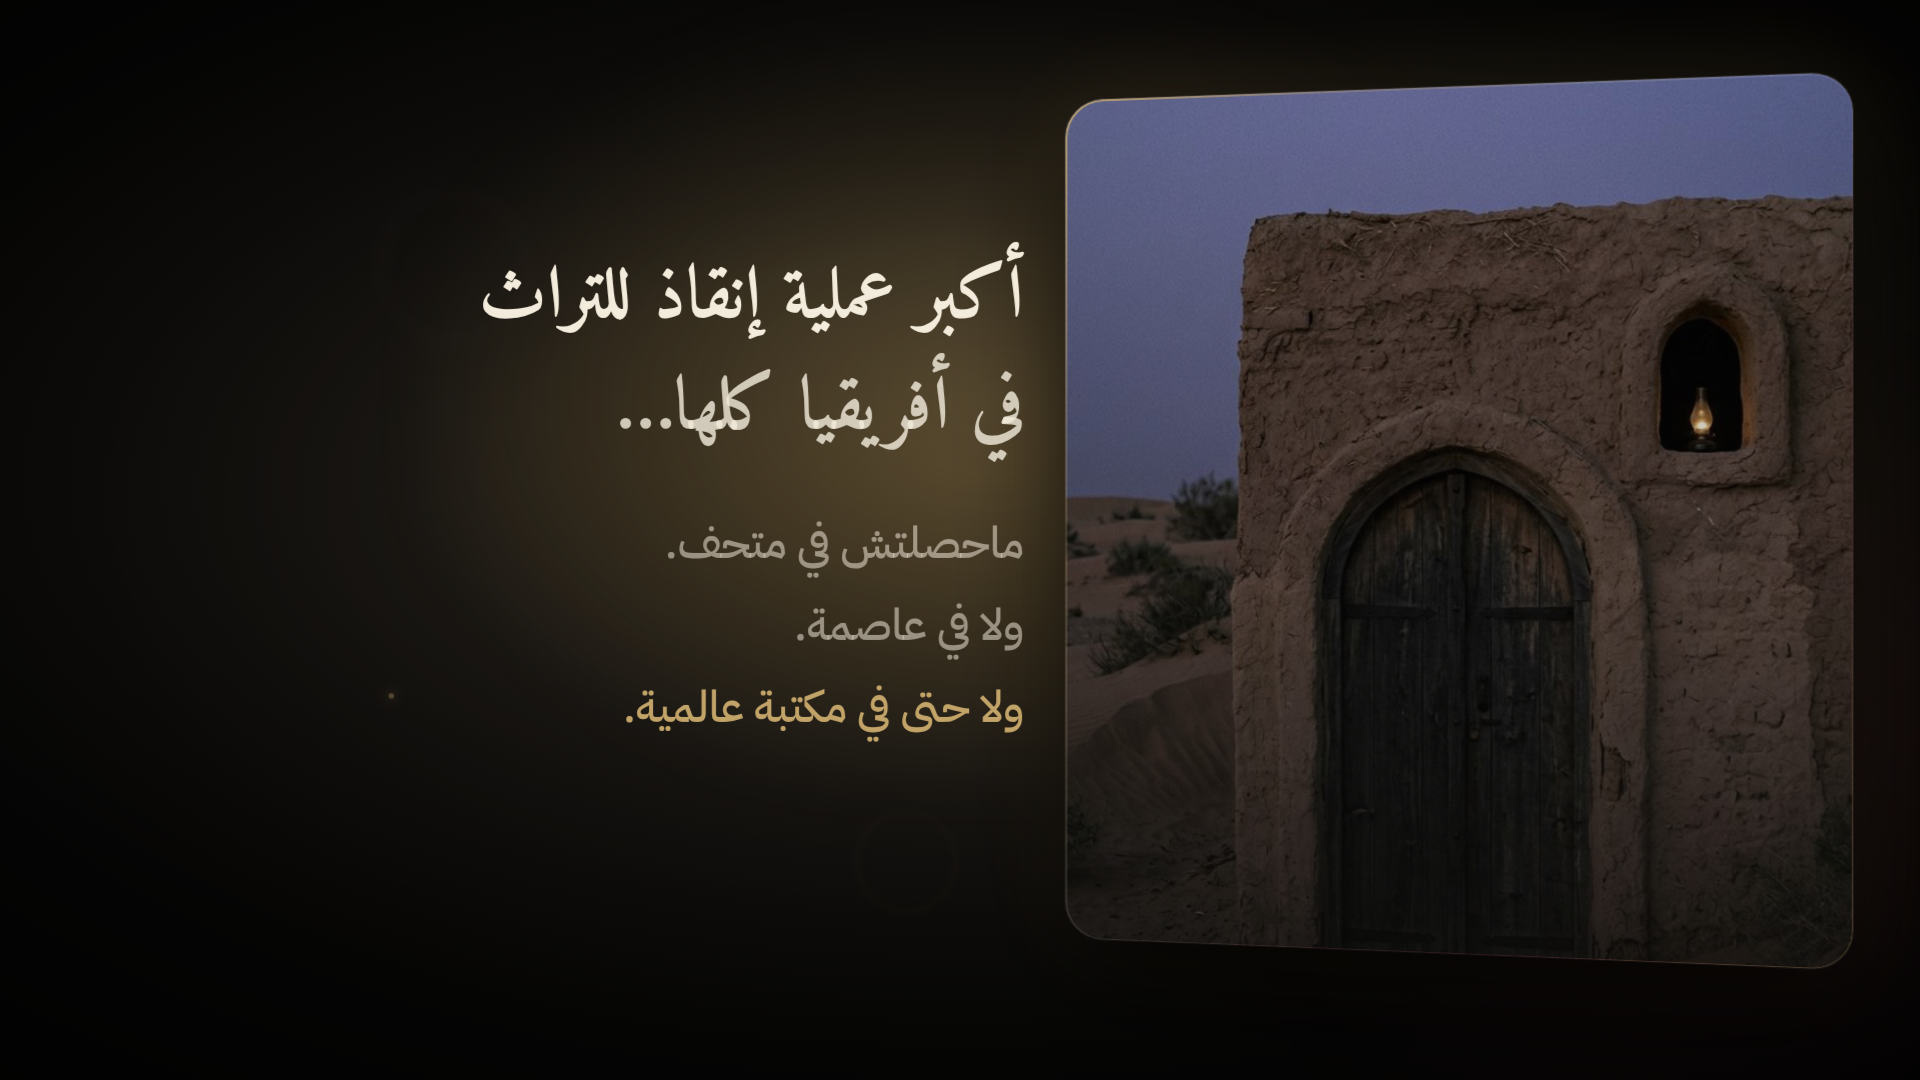 أكبر عملية إنقاذ للتراث
في أفريقيا كلها...
ماحصلتش في متحف.
ولا في عاصمة.
ولا حتى في مكتبة عالمية.